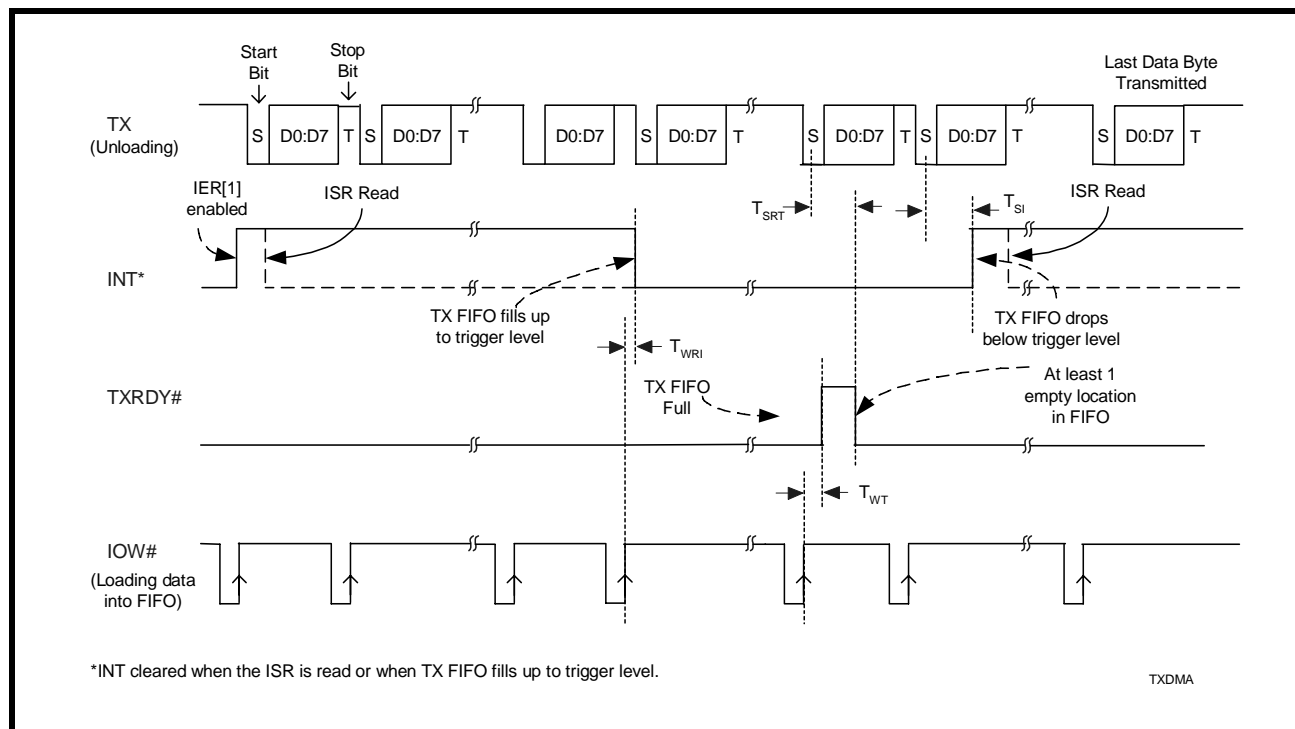 Start
Bit
Stop
Bit
Last Data Byte
Transmitted
TX
(Unloading)
S D0:D7 T S D0:D7 T D0:D7 S D0:D7 T S D0:D7 T S D0:D7 T S D0:D7 T
IER[1]
enabled
ISR Read
TSRT
TSI
ISR Read
INT*
TX FIFO fills up
to trigger level
TX FIFO drops
below trigger level
TWRI
TXRDY#
TX FIFO
Full
At least 1
empty location
in FIFO
TWT
IOW#
(Loading data
into FIFO)
*INT cleared when the ISR is read or when TX FIFO fills up to trigger level.
TXDMA